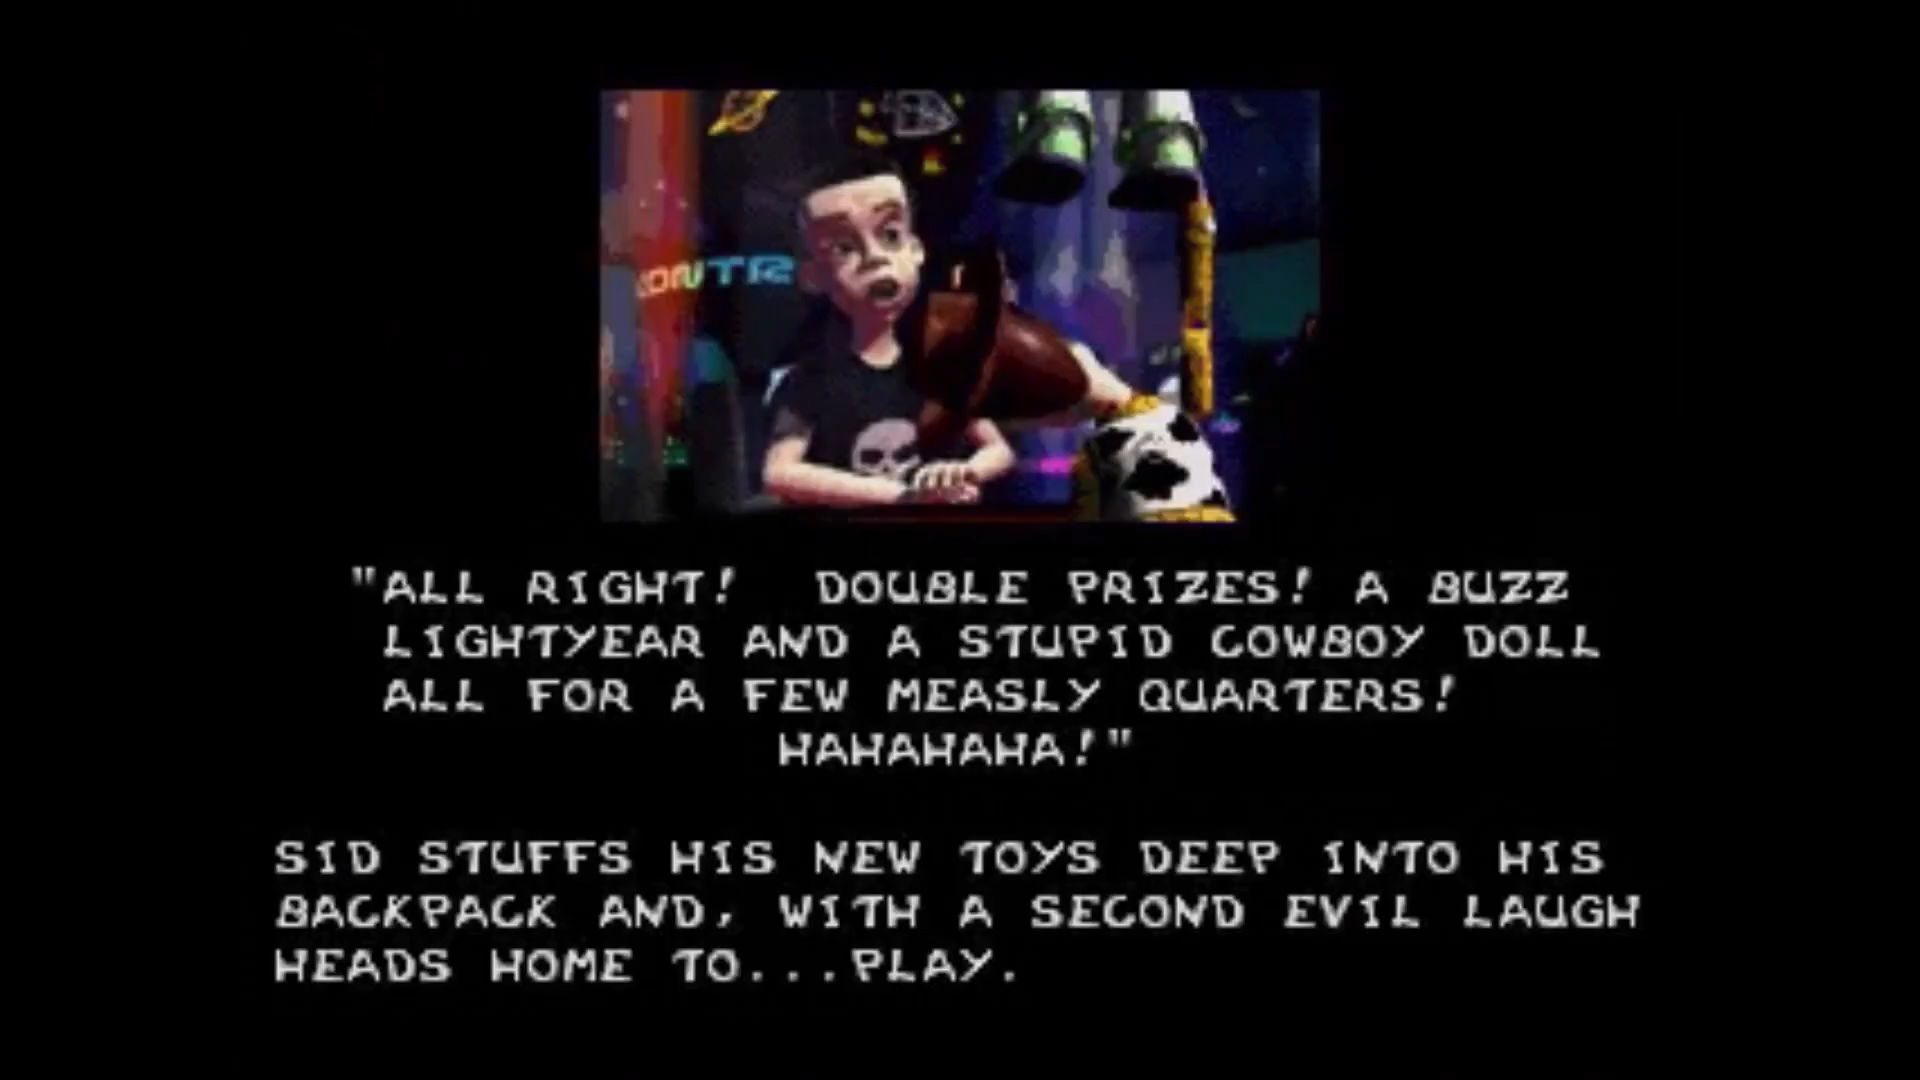 CONTR
"ALL RIGHT! DOUBLE PRIZES! A BUZZ
LIGHTYEAR AND A STUPID COWBOY DOLL
ALL FOR A FEW MEASLY QUARTERS!
HAHAHAHA!"
SID STUFFS HIS NEW TOYS DEEP INTO HIS
BACKPACK AND, WITH A SECOND EVIL LAUGH
HEADS HOME TO...PLAY.